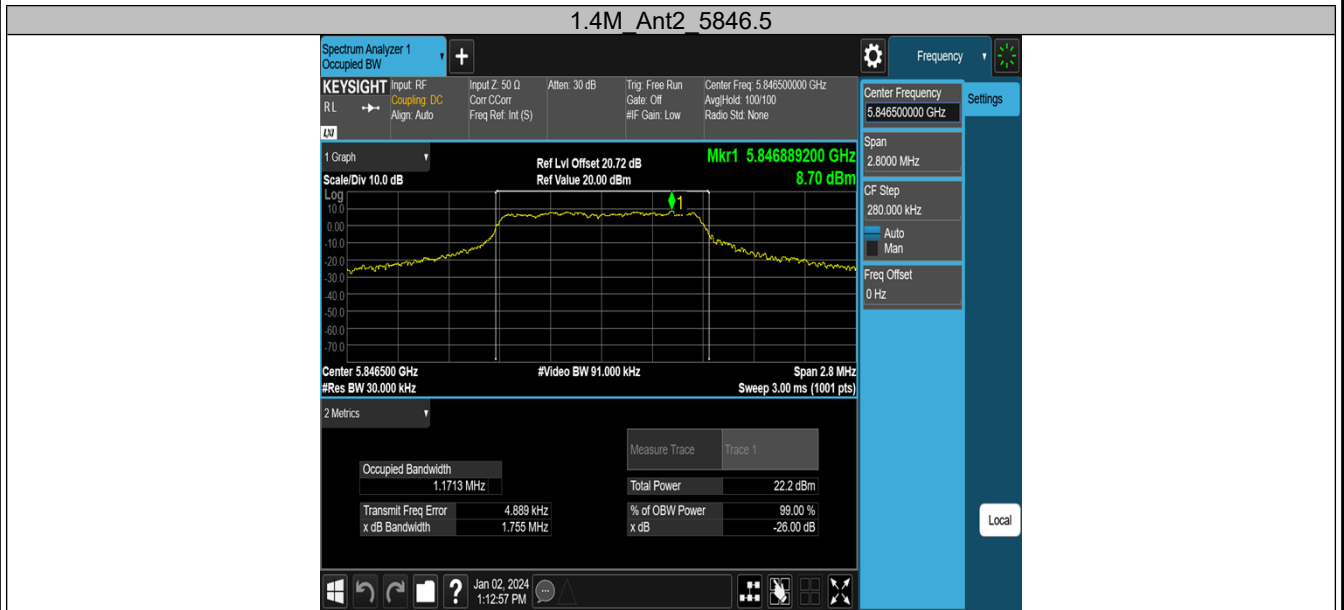 1.4M_Ant2_5846.5
Spectrum Analyzer 1
Occupied BW
+
Frequency
KEYSIGHT
RL
LXI
Input: RF
Coupling: DC
Align: Auto
Input Z: 50 Ω
Corr CCorr
Freq Ref: Int (S)
Atten: 30 dB
Trig: Free Run
Gate: Off
#IF Gain: Low
Center Freq: 5.846500000 GHz
Avg|Hold: 100/100
Radio Std: None
Center Frequency
5.846500000 GHz
Settings
Span
2.8000 MHz
CF Step
280.000 kHz
Auto
Man
Freq Offset
0 Hz
Local
1 Graph
Scale/Div 10.0 dB
Ref Lvl Offset 20.72 dB
Ref Value 20.00 dBm
Mkr1 5.846889200 GHz
8.70 dBm
Log
10.0
0.00
-10.0
-20.0
-30.0
-40.0
-50.0
-60.0
-70.0
1
Center 5.846500 GHz
#Res BW 30.000 kHz
#Video BW 91.000 kHz
Span 2.8 MHz
Sweep 3.00 ms (1001 pts)
2 Metrics
Measure Trace Trace 1
Occupied Bandwidth
1.1713 MHz
Total Power 22.2 dBm
Transmit Freq Error 4.889 kHz
% of OBW Power 99.00 %
x dB Bandwidth 1.755 MHz
x dB -26.00 dB
?
Jan 02, 2024
1:12:57 PM